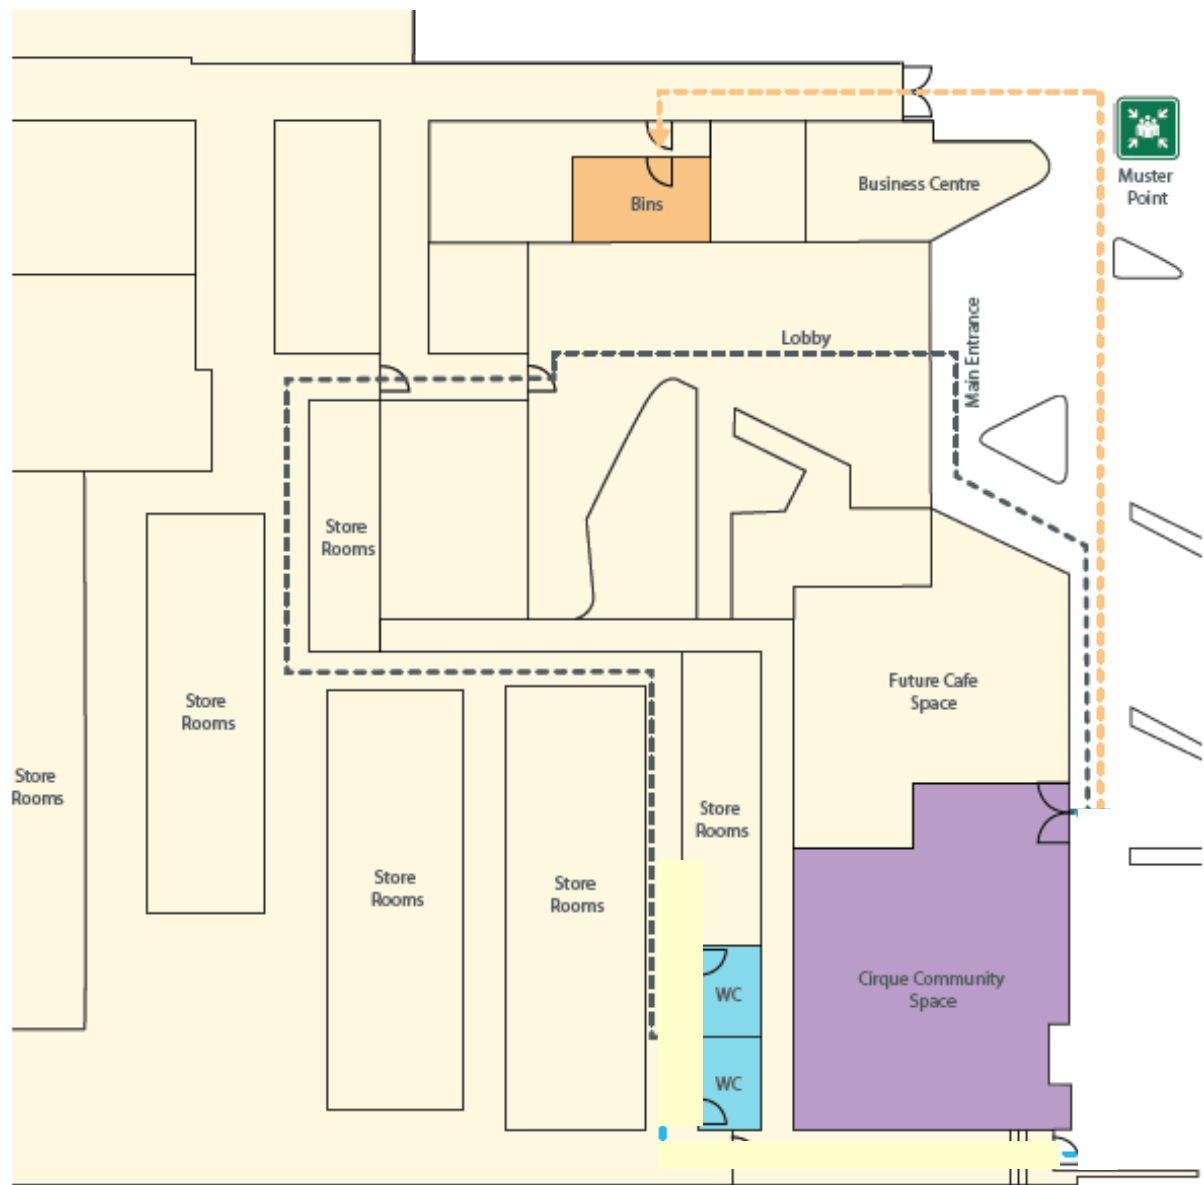 Muster
Point
Business Centre
Bins
Lobby
Main Entrance
Store
Rooms
Future Cafe
Space
Store
Rooms
Store
Rooms
Store
Rooms
Store
Rooms
Store
Rooms
Cirque Community
Space
WC
WC